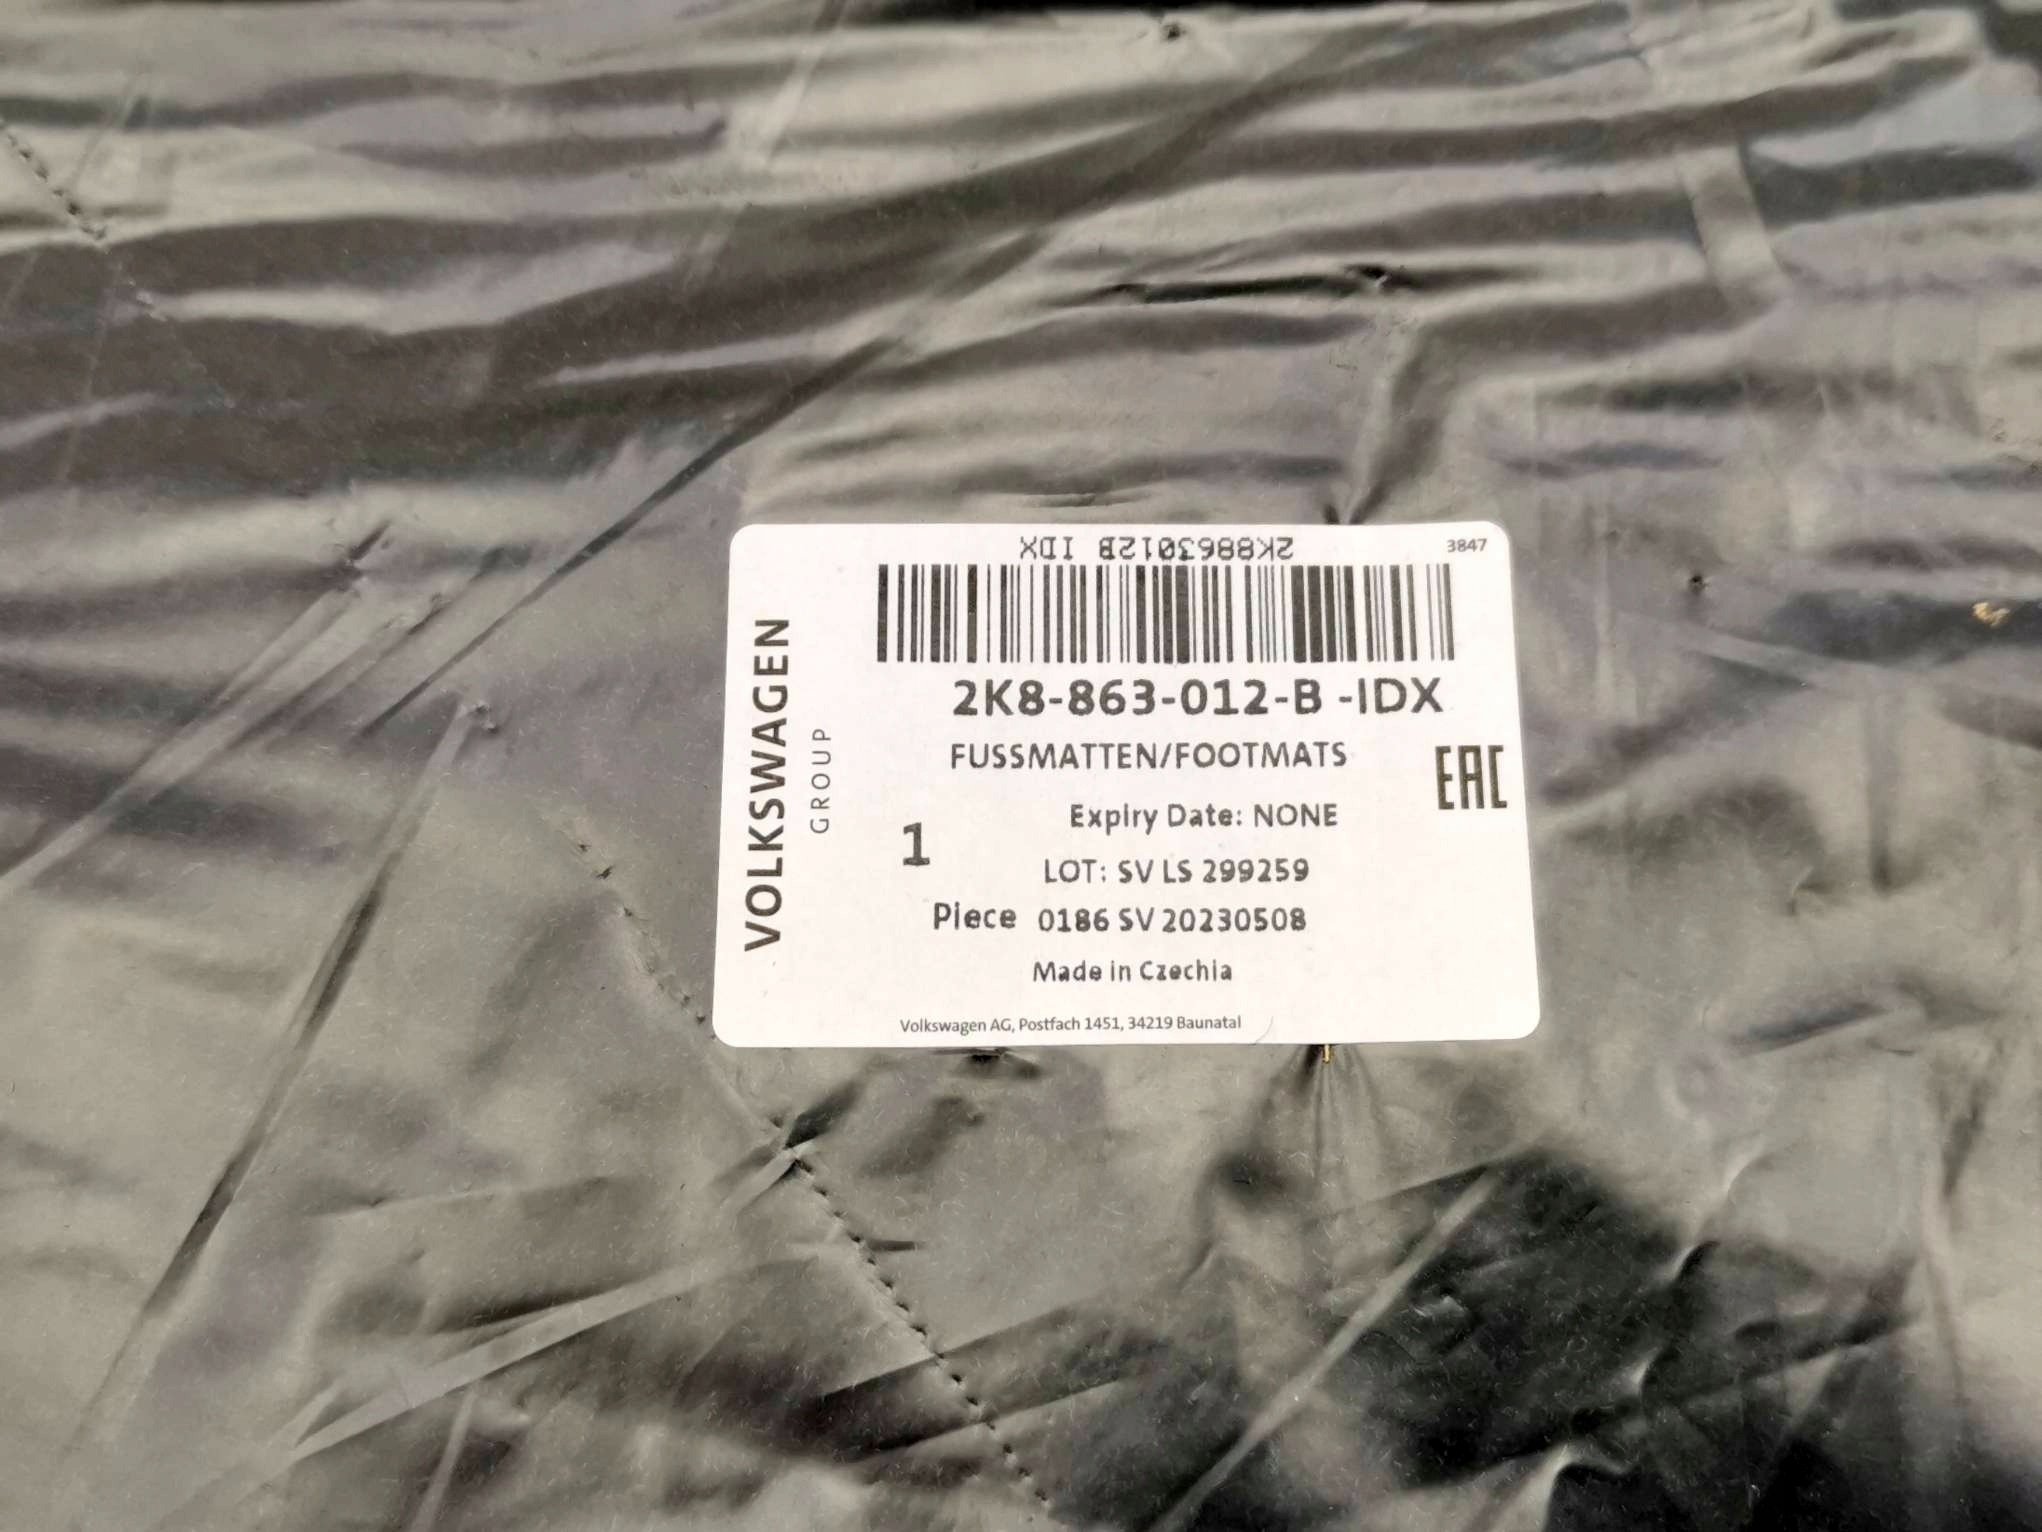 2K8863012B IDX
3847
2K8-863-012-B -IDX
VOLKSWAGEN
GROUP
FUSSMATTEN/FOOTMATS
EAC
Expiry Date: NONE
1
LOT: SV LS 299259
Piece 0186 SV 20230508
Made in Czechia
Volkswagen AG, Postfach 1451, 34219 Baunatal